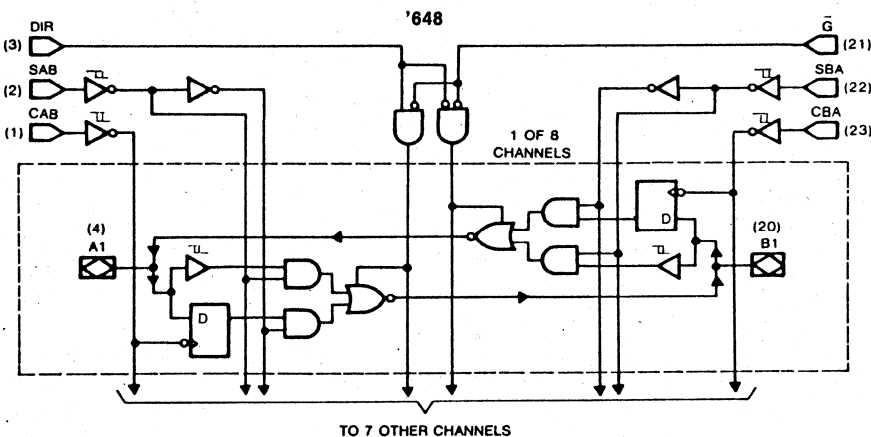 '648
DIR
(3)
G̅
(21)
SAB
(2)
SBA
(22)
CAB
(1)
CBA
(23)
1 OF 8
CHANNELS
(4)
A1
D
(20)
B1
D
TO 7 OTHER CHANNELS